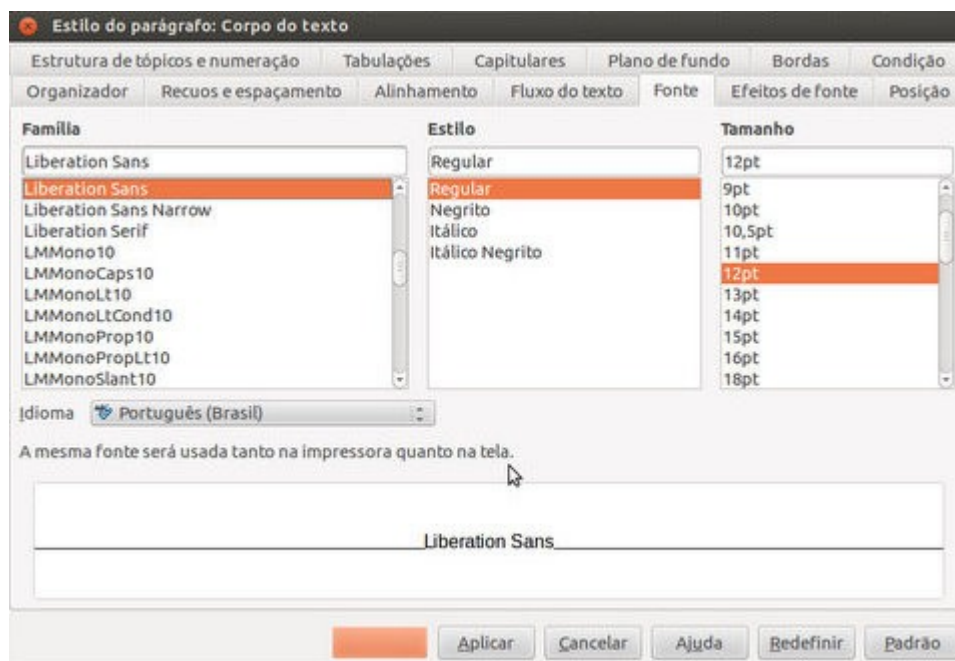 Estilo do parágrafo: Corpo do texto
Estrutura de tópicos e numeração Tabulações Capitulares Plano de fundo Bordas Condição
Organizador Recuos e espaçamento Alinhamento Fluxo do texto Fonte Efeitos de fonte Posição
Família Estilo Tamanho
Liberation Sans Regular 12pt
Liberation Sans Regular 9pt
Liberation Sans Narrow Negrito 10pt
Liberation Serif Itálico 10,5pt
LMMono10 Itálico Negrito 11pt
LMMonoCaps10 12pt
LMMonoLt10 13pt
LMMonoLtCond10 14pt
LMMonoProp10 15pt
LMMonoPropLt10 16pt
LMMonoSlant10 18pt
Idioma Português (Brasil)
A mesma fonte será usada tanto na impressora quanto na tela.
Liberation Sans
Aplicar Cancelar Ajuda Redefinir Padrão